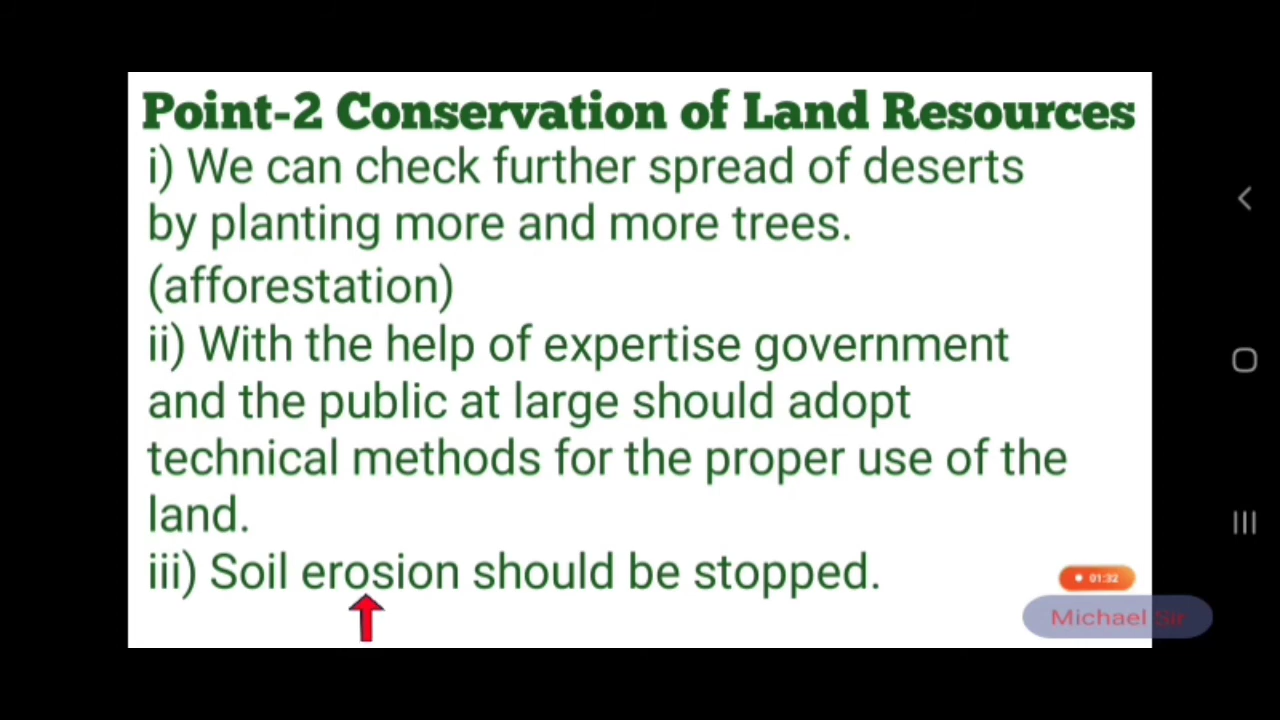 Point-2 Conservation of Land Resources
i) We can check further spread of deserts
by planting more and more trees.
(afforestation)
ii) With the help of expertise government
and the public at large should adopt
technical methods for the proper use of the
land.
iii) Soil erosion should be stopped.
01:32
Michael Sir